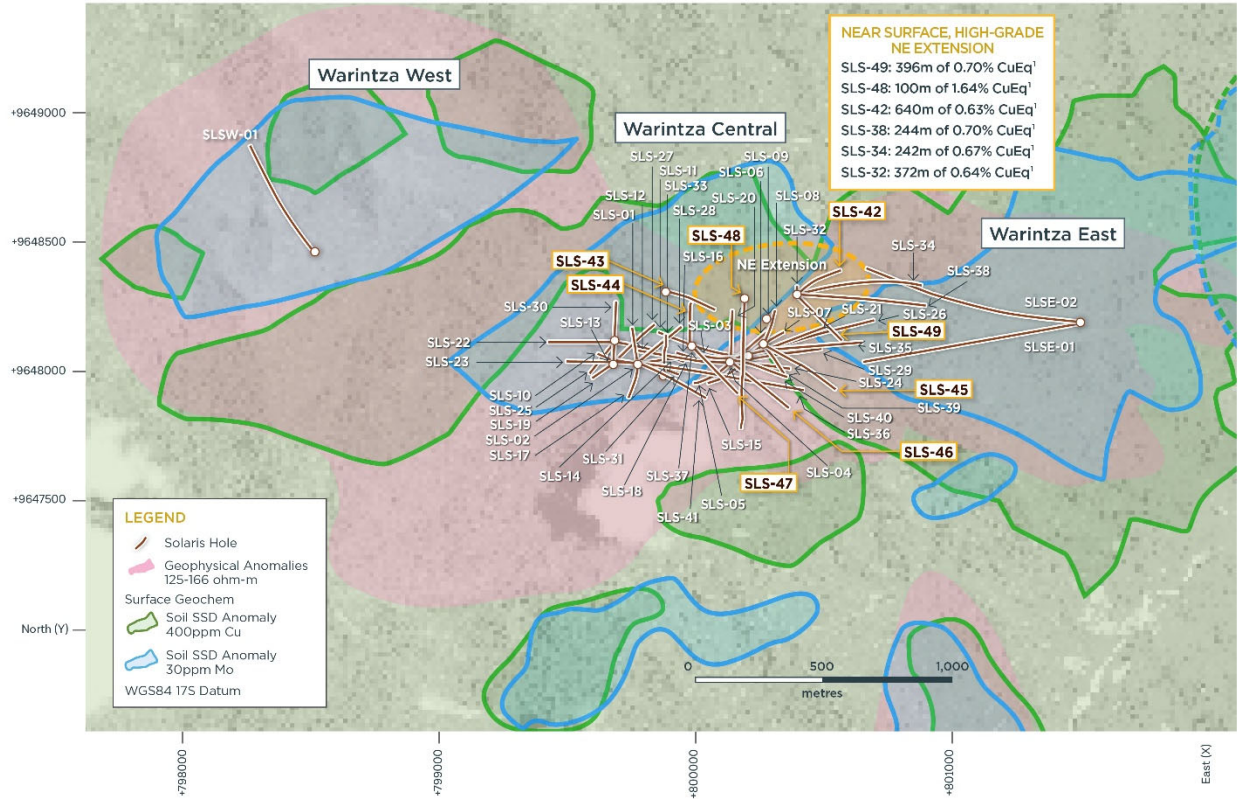 NEAR SURFACE, HIGH-GRADE
NE EXTENSION
SLS-49: 396m of 0.70% CuEq¹
SLS-48: 100m of 1.64% CuEq¹
SLS-42: 640m of 0.63% CuEq¹
SLS-38: 244m of 0.70% CuEq¹
SLS-34: 242m of 0.67% CuEq¹
SLS-32: 372m of 0.64% CuEq¹
Warintza West
Warintza Central
Warintza East
+9649000
+9648500
+9648000
+9647500
North (Y)
SLSW-01
SLS-27
SLS-11
SLS-33
SLS-12
SLS-01
SLS-28
SLS-16
SLS-09
SLS-06
SLS-20
SLS-08
SLS-32
SLS-42
SLS-48
SLS-43
SLS-44
NE Extension
SLS-34
SLS-38
SLS-30
SLS-13
SLS-22
SLS-23
SLS-03
SLS-07
SLS-21
SLS-26
SLS-49
SLSE-02
SLSE-01
SLS-35
SLS-29
SLS-24
SLS-45
SLS-39
SLS-10
SLS-25
SLS-19
SLS-02
SLS-17
SLS-14
SLS-31
SLS-18
SLS-37
SLS-41
SLS-05
SLS-15
SLS-47
SLS-04
SLS-40
SLS-36
SLS-46
LEGEND
Solaris Hole
Geophysical Anomalies
125-166 ohm-m
Surface Geochem
Soil SSD Anomaly
400ppm Cu
Soil SSD Anomaly
30ppm Mo
WGS84 17S Datum
0 500 1,000
metres
+798000
+799000
+800000
+801000
East (X)